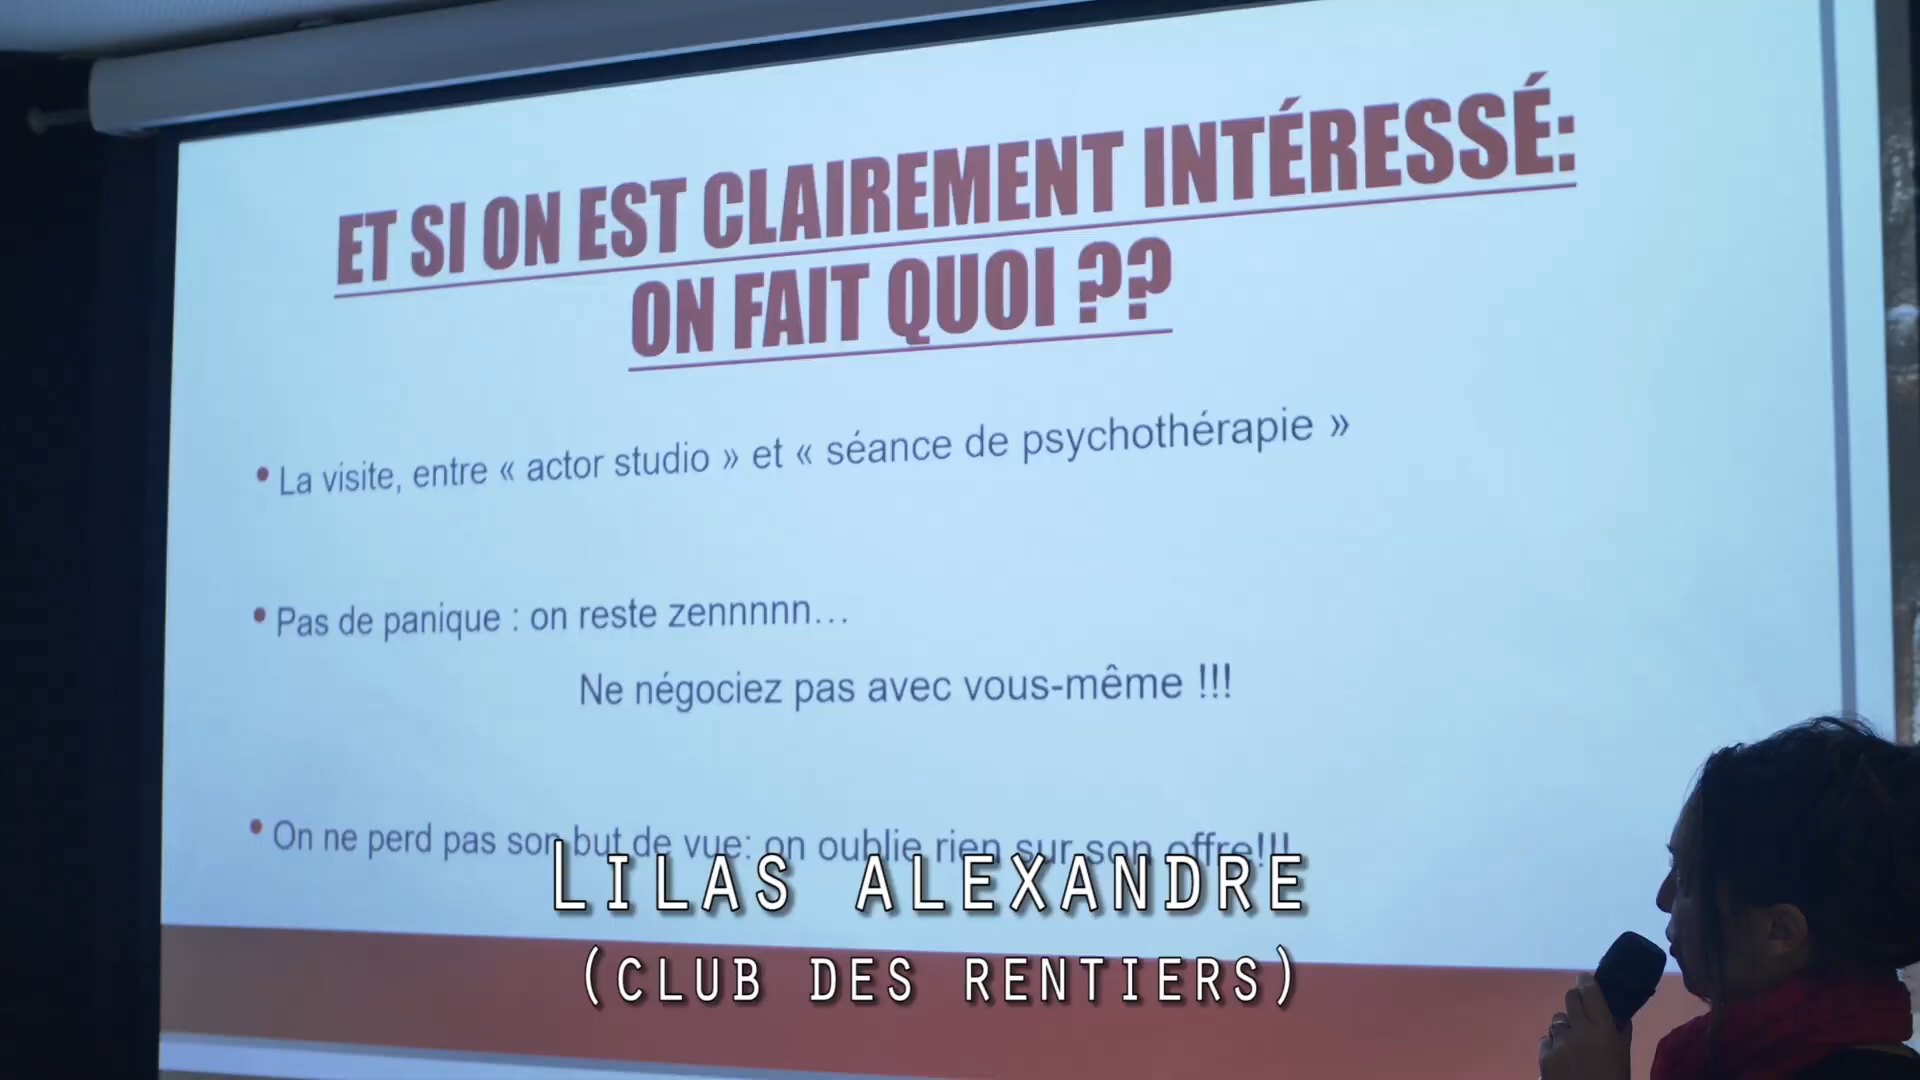 ET SI ON EST CLAIREMENT INTÉRESSÉ:
ON FAIT QUOI ??
• La visite, entre « actor studio » et « séance de psychothérapie »
• Pas de panique : on reste zennnnn…
Ne négociez pas avec vous-même !!!
• On ne perd pas son but de vue: on oublie rien sur son offre!!!
LILAS ALEXANDRE
(CLUB DES RENTIERS)